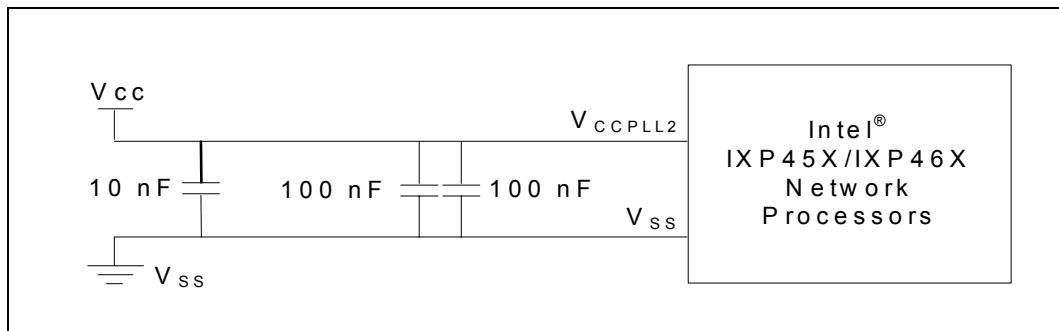 Vcc
VCCPLL2
Intel®
IXP45X/IXP46X
Network
Processors
10 nF
100 nF
100 nF
VSS
VSS